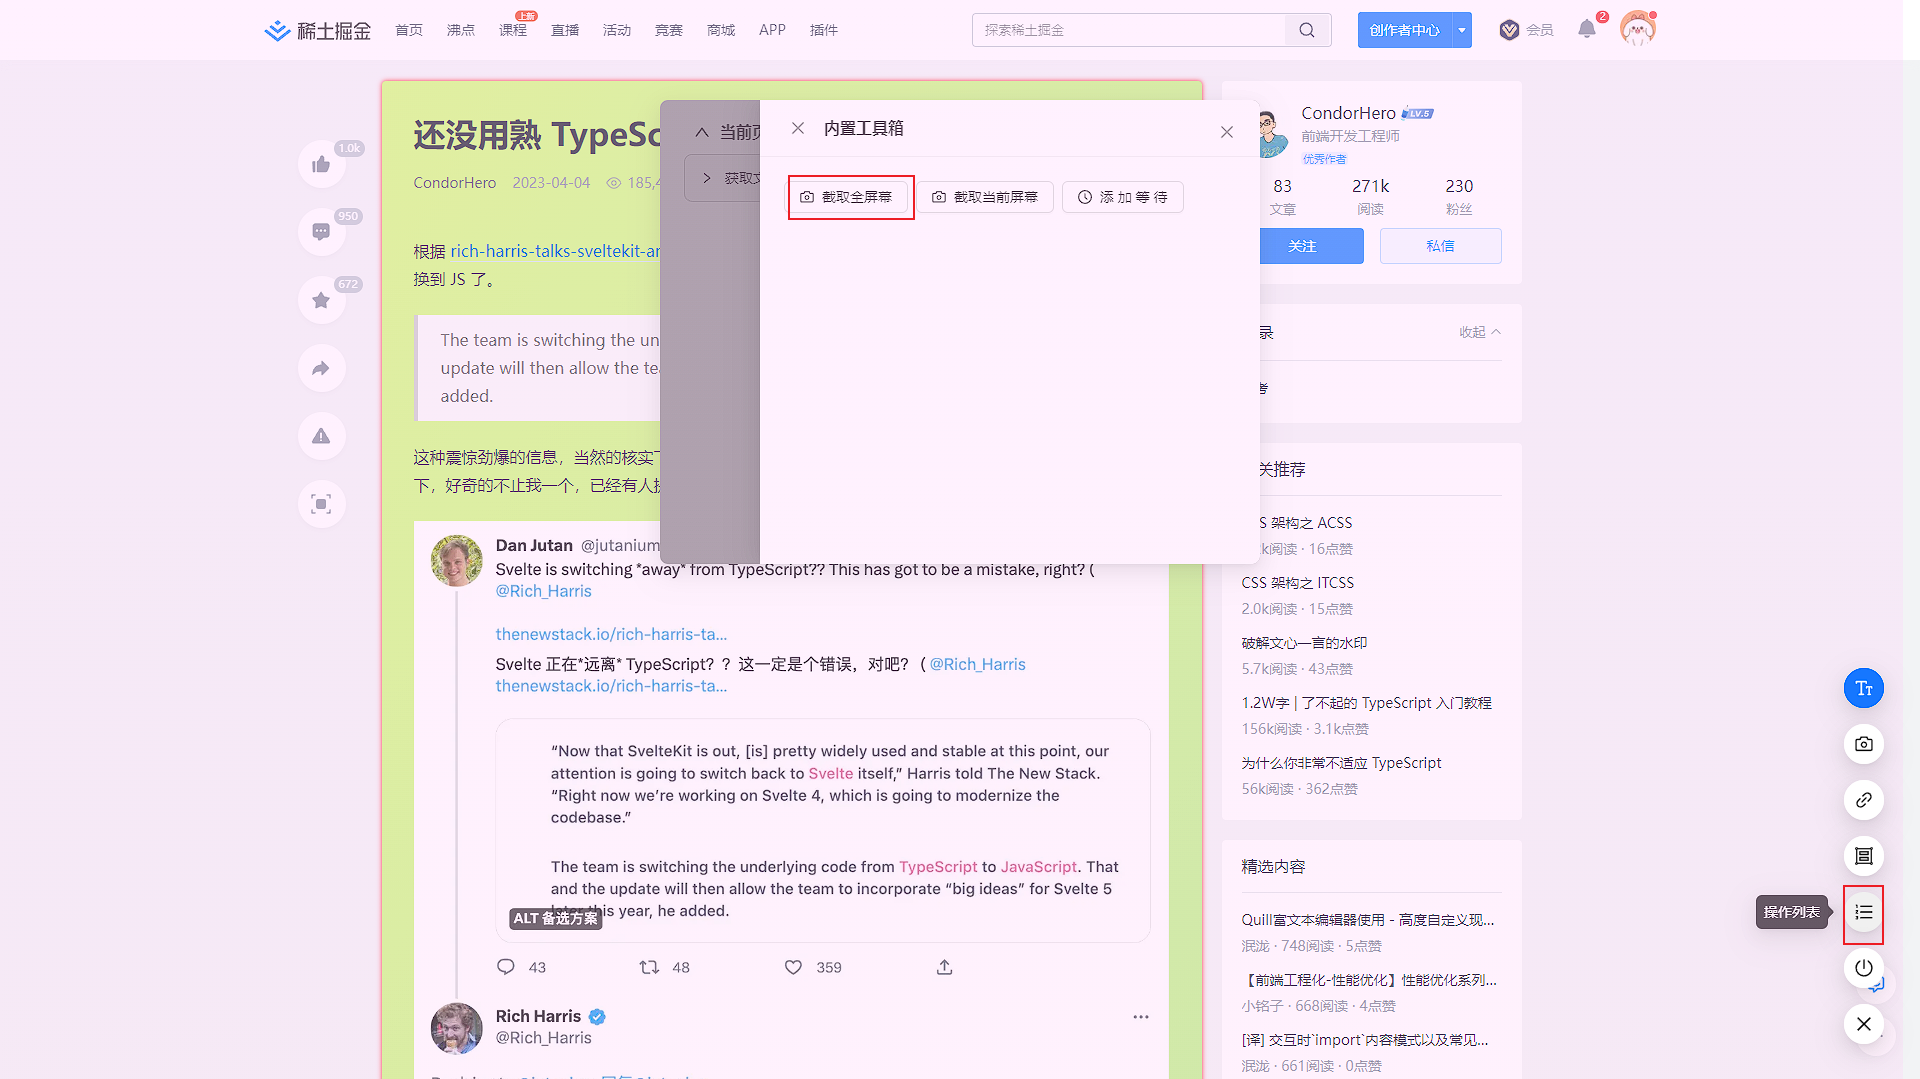 稀土掘金
首页
沸点
课程
上新
直播
活动
竞赛
商城
APP
插件
探索稀土掘金
创作者中心
会员
2
1.0k
950
672
还没用熟 TypeSc
CondorHero 2023-04-04 185,4
根据 rich-harris-talks-sveltekit-ar
换到 JS 了。
The team is switching the un
update will then allow the tea
added.
这种震惊劲爆的信息，当然的核实
下，好奇的不止我一个，已经有人
Dan Jutan @jutanium
Svelte is switching *away* from TypeScript?? This has got to be a mistake, right? (
@Rich_Harris
thenewstack.io/rich-harris-ta...
Svelte 正在*远离* TypeScript？？这一定是个错误，对吧？（ @Rich_Harris
thenewstack.io/rich-harris-ta...
“Now that SvelteKit is out, [is] pretty widely used and stable at this point, our
attention is going to switch back to Svelte itself,” Harris told The New Stack.
“Right now we’re working on Svelte 4, which is going to modernize the
codebase.”
The team is switching the underlying code from TypeScript to JavaScript. That
and the update will then allow the team to incorporate “big ideas” for Svelte 5
later this year, he added.
ALT 备选方案
43
48
359
Rich Harris
@Rich_Harris
当前页
获取文
内置工具箱
截取全屏幕
截取当前屏幕
添加等待
CondorHero LV.5
前端开发工程师
优秀作者
83
271k
230
文章
阅读
粉丝
关注
私信
录
收起
考
关推荐
S 架构之 ACSS
k阅读 · 16点赞
CSS 架构之 ITCSS
2.0k阅读 · 15点赞
破解文心一言的水印
5.7k阅读 · 43点赞
1.2W字 | 了不起的 TypeScript 入门教程
156k阅读 · 3.1k点赞
为什么你非常不适应 TypeScript
56k阅读 · 362点赞
精选内容
Quill富文本编辑器使用 - 高度自定义现...
泯泷 · 748阅读 · 5点赞
【前端工程化-性能优化】性能优化系列...
小铭子 · 668阅读 · 4点赞
[译] 交互时`import`内容模式以及常见...
泯泷 · 661阅读 · 0点赞
操作列表